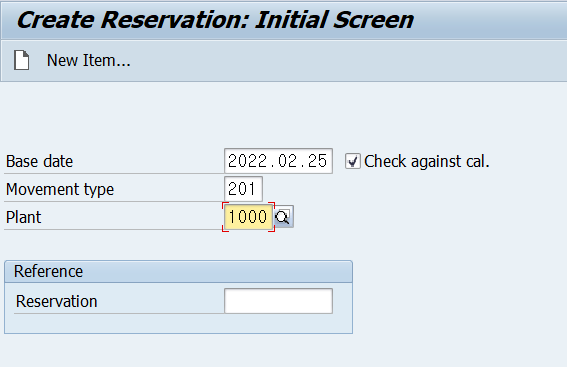 Create Reservation: Initial Screen
New Item...
Base date 2022.02.25 Check against cal.
Movement type 201
Plant 1000
Reference
Reservation